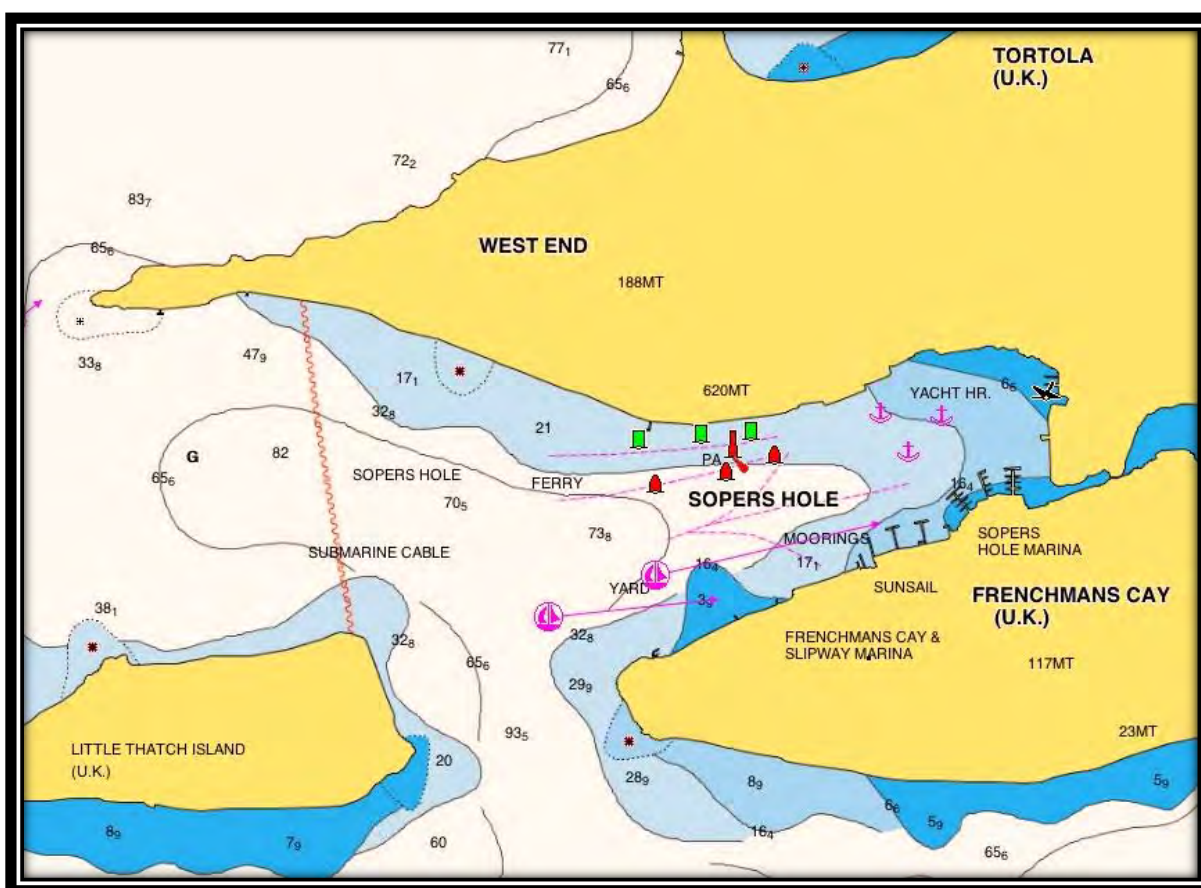 77₁
TORTOLA
(U.K.)
65₆
72₂
83₇
WEST END
65₆
188MT
33₈
47₉
17₁
620MT
6₆
YACHT HR.
32₈
21
PA
G
82
SOPERS HOLE
FERRY
65₆
SOPERS HOLE
16₄
70₅
73₈
MOORINGS
SOPERS
HOLE MARINA
SUBMARINE CABLE
16₄
17₁
YARD
SUNSAIL
FRENCHMANS CAY
(U.K.)
38₁
3₉
32₈
32₈
FRENCHMANS CAY &
SLIPWAY MARINA
65₆
117MT
29₉
93₅
23MT
LITTLE THATCH ISLAND
(U.K.)
20
28₉
8₉
5₉
6₆
5₉
8₉
7₉
60
16₄
65₆